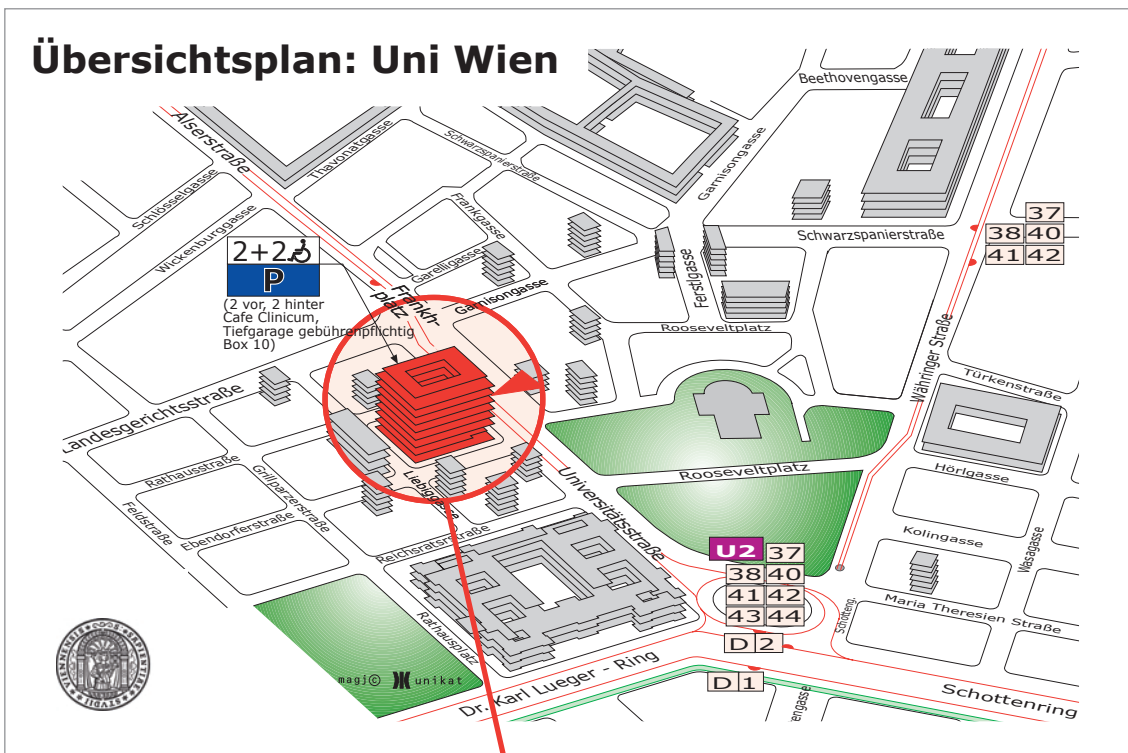 Übersichtsplan: Uni Wien
Beethovengasse
Alserstraße
Thavonatgasse
Schwarzspanierstraße
Garnisongasse
Schlösselgasse
Wickenburggasse
Frankgasse
37
38 40
41 42
Schwarzspanierstraße
2+2
P
(2 vor, 2 hinter
Cafe Clinicum,
Tiefgarage gebührenpflichtig
Box 10)
Garelligasse
Frankh-
platz
Garnisongasse
Ferstlgasse
Rooseveltplatz
Währinger Straße
Türkenstraße
Landesgerichtsstraße
Rathausstraße
Grillparzerstraße
Feldstraße
Ebendorferstraße
Liebiggasse
Universitätsstraße
Reichsratsstraße
Rooseveltplatz
Hörlgasse
Kolingasse
Wasagasse
Maria Theresien Straße
U2 37
38 40
41 42
43 44
D 2
D 1
Schotteng.
Rathausplatz
magj© unikat
Dr. Karl Lueger - Ring
Schottenring
engasse